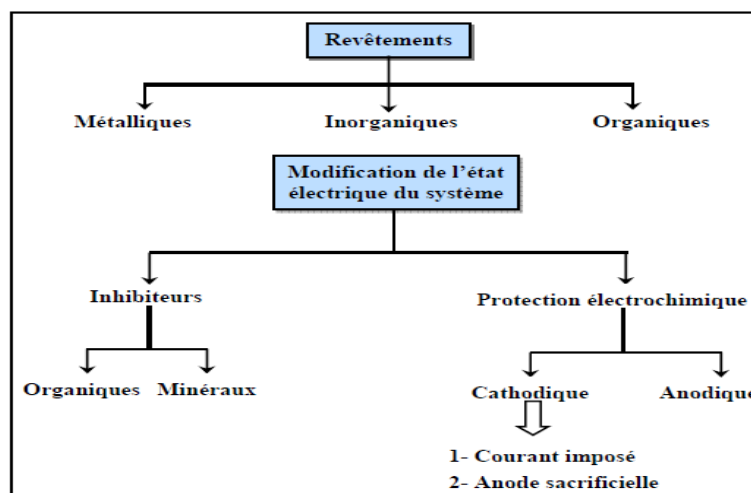 Revêtements
Métalliques Inorganiques Organiques
Modification de l'état
électrique du système
Inhibiteurs Protection électrochimique
Organiques Minéraux Cathodique Anodique
1- Courant imposé
2- Anode sacrificielle